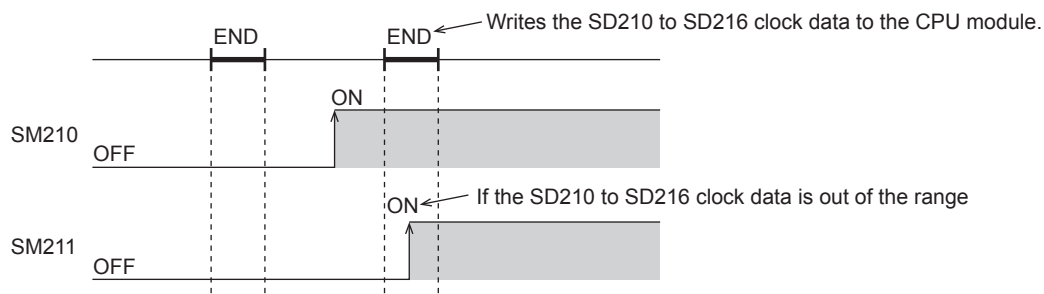 Writes the SD210 to SD216 clock data to the CPU module.
END END
ON
SM210
OFF
ON If the SD210 to SD216 clock data is out of the range
SM211
OFF